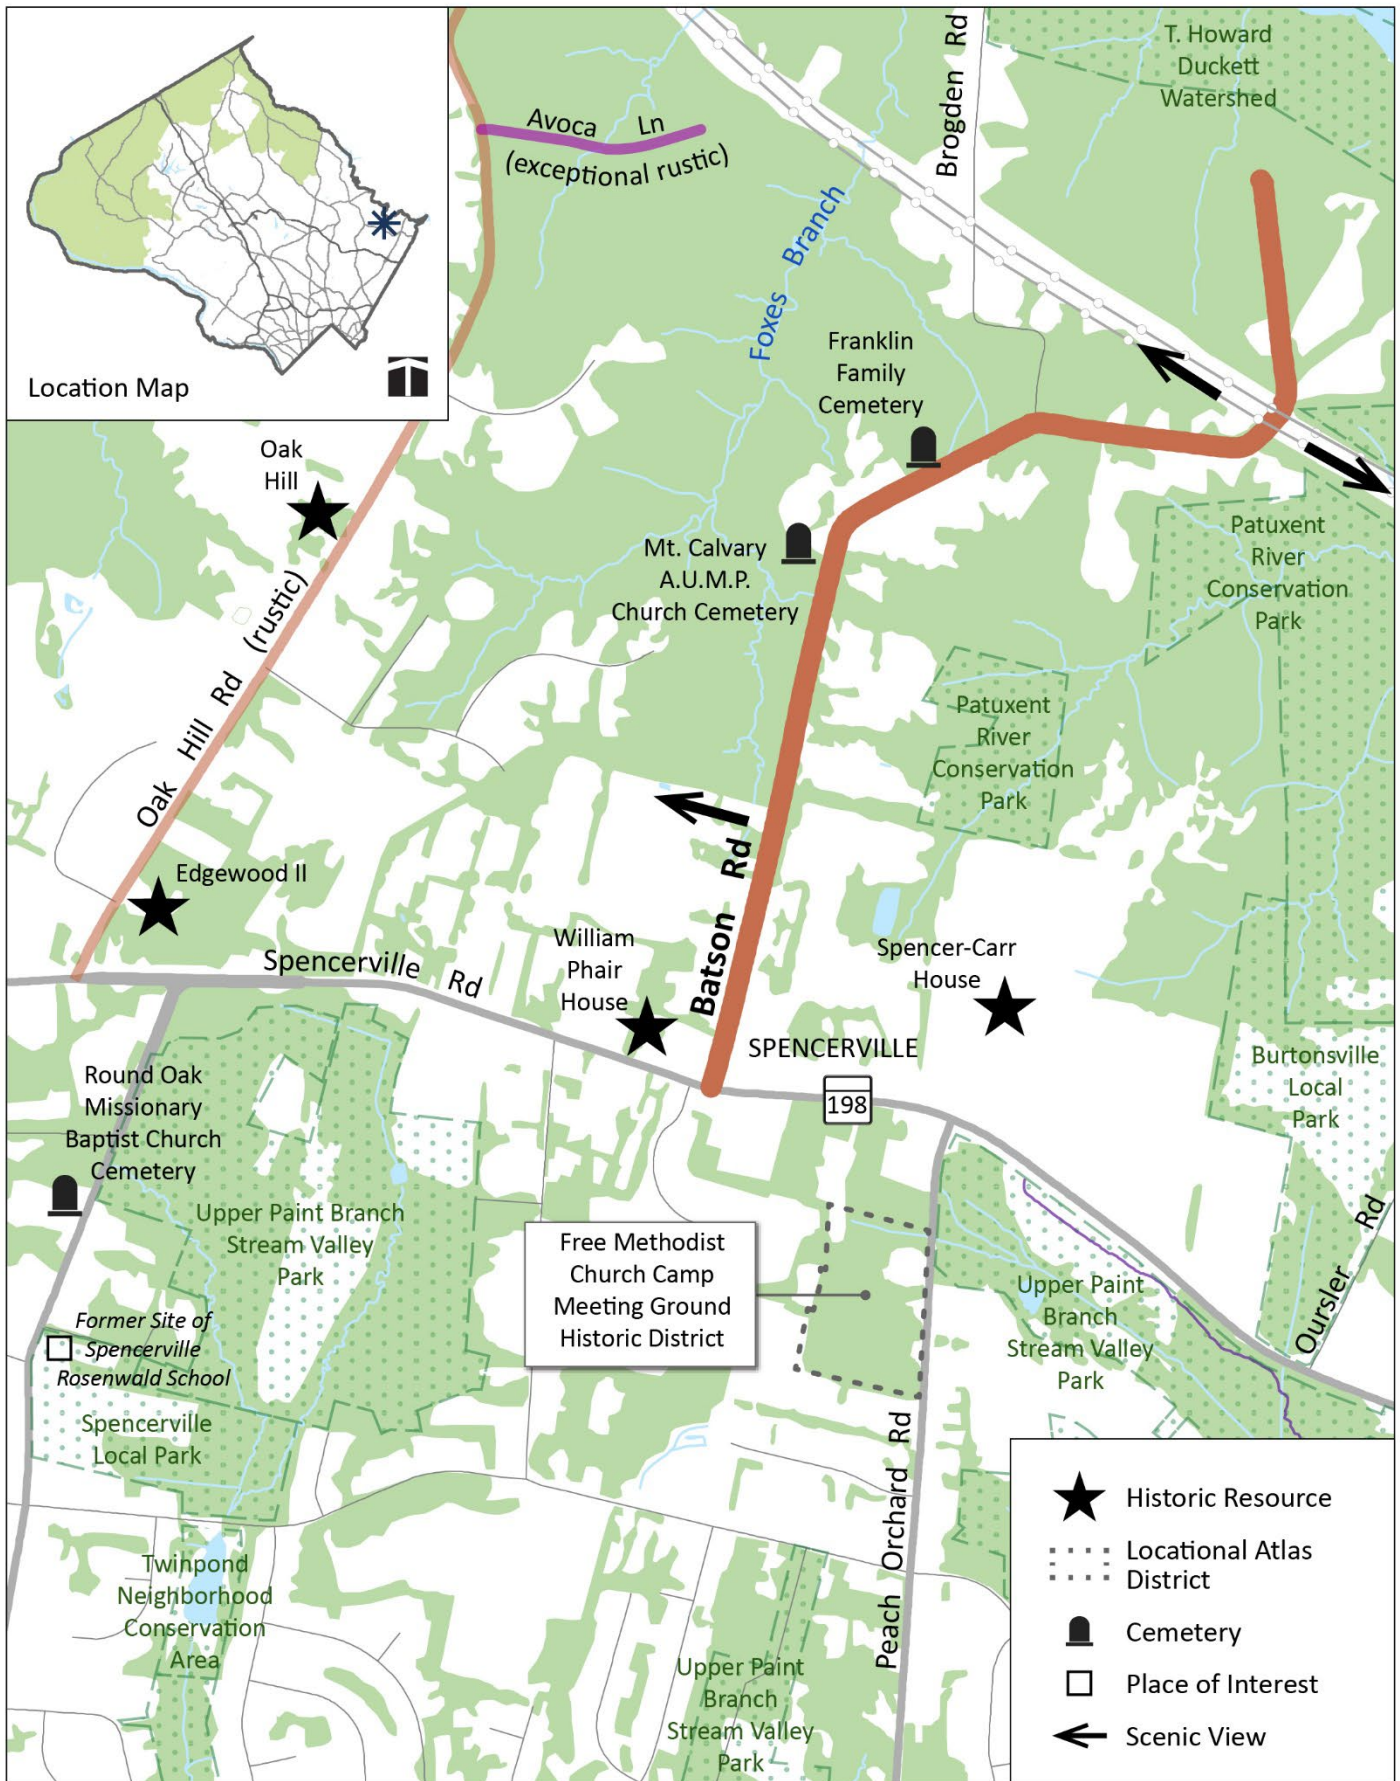 Location Map
Avoca Ln
(exceptional rustic)
Brogden Rd
T. Howard
Duckett
Watershed
Foxes Branch
Franklin
Family
Cemetery
Oak
Hill
Mt. Calvary
A.U.M.P.
Church Cemetery
Patuxent
River
Conservation
Park
Oak Hill Rd (rustic)
Patuxent
River
Conservation
Park
Edgewood II
Batson Rd
Spencerville Rd
William
Phair
House
Spencer-Carr
House
SPENCERVILLE
198
Burtonsville
Local
Park
Round Oak
Missionary
Baptist Church
Cemetery
Upper Paint Branch
Stream Valley
Park
Free Methodist
Church Camp
Meeting Ground
Historic District
Upper Paint
Branch
Stream Valley
Park
Oursler Rd
Former Site of
Spencerville
Rosenwald School
Spencerville
Local Park
Peach Orchard Rd
Twinpond
Neighborhood
Conservation
Area
Upper Paint
Branch
Stream Valley
Park
Historic Resource
Locational Atlas
District
Cemetery
Place of Interest
Scenic View